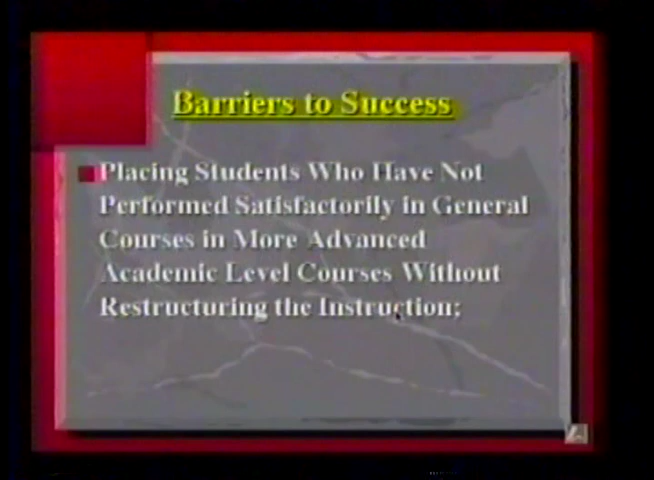 Barriers to Success
Placing Students Who Have Not
Performed Satisfactorily in General
Courses in More Advanced
Academic Level Courses Without
Restructuring the Instruction;